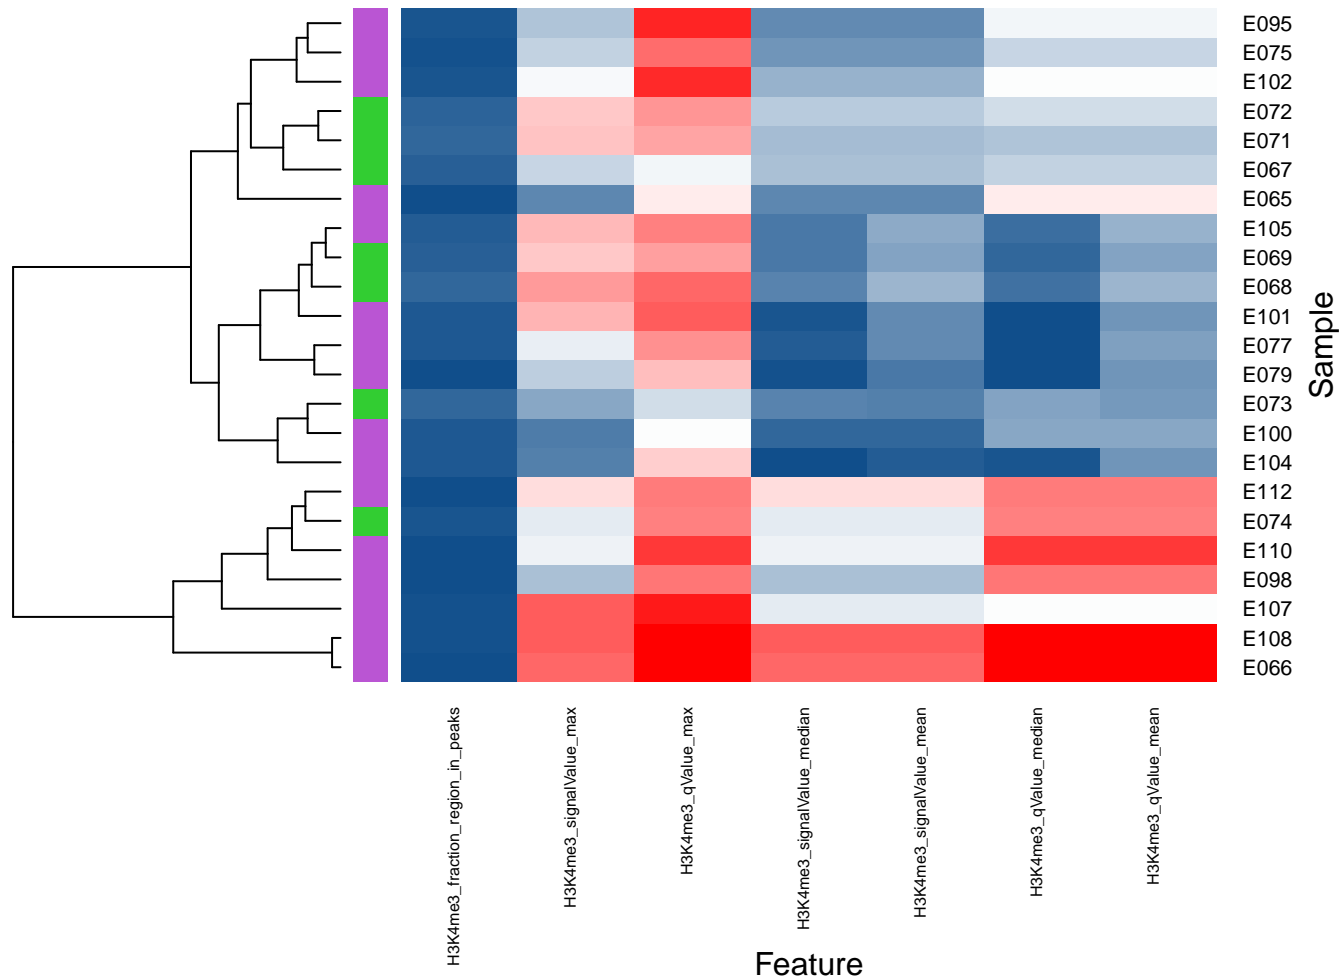 E095
E075
E102
E072
E071
E067
E065
E105
E069
E068
E101
E077
E079
E073
E100
E104
E112
E074
E110
E098
E107
E108
E066
Sample
H3K4me3_fraction_region_in_peaks
H3K4me3_signalValue_max
H3K4me3_qValue_max
H3K4me3_signalValue_median
H3K4me3_signalValue_mean
H3K4me3_qValue_median
H3K4me3_qValue_mean
Feature